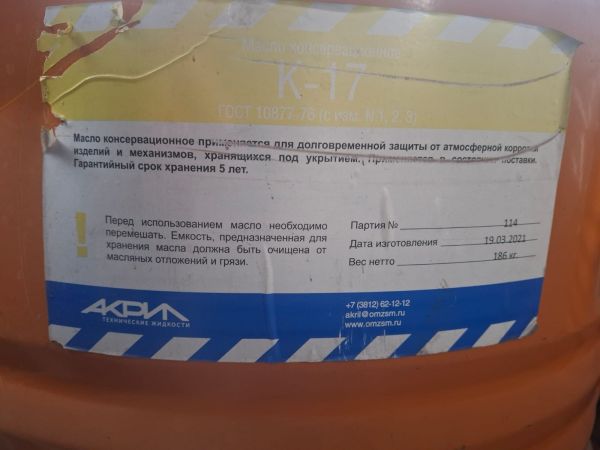 Масло консервационное
К-17
ГОСТ 10877-76 (с изм. N 1, 2, 3)
Масло консервационное применяется для долговременной защиты от атмосферной коррозии
изделий и механизмов, хранящихся под укрытием. Применяется в состоянии поставки.
Гарантийный срок хранения 5 лет.
! Перед использованием масло необходимо
перемешать. Емкость, предназначенная для
хранения масла должна быть очищена от
масляных отложений и грязи.
Партия № 114
Дата изготовления 19.03.2021
Вес нетто 186 кг.
АКРИЛ
ТЕХНИЧЕСКИЕ ЖИДКОСТИ
+7 (3812) 62-12-12
akril@omzsm.ru
www.omzsm.ru